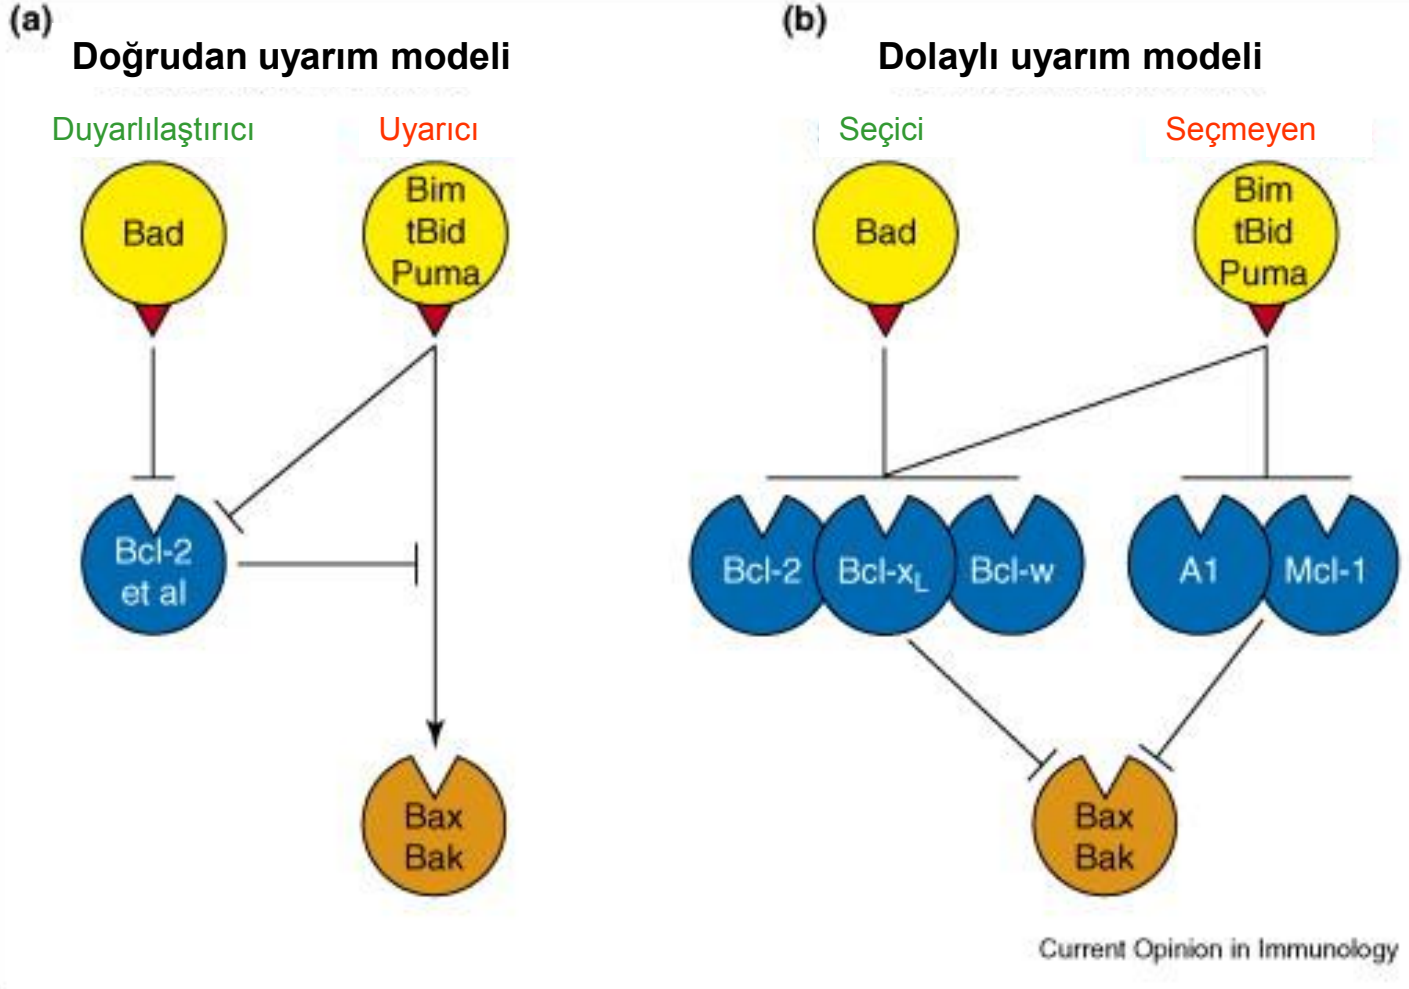 (a)
Doğrudan uyarım modeli
Duyarlılaştırıcı
Uyarıcı
Bad
Bim
tBid
Puma
Bcl-2
et al
Bax
Bak
(b)
Dolaylı uyarım modeli
Seçici
Seçmeyen
Bad
Bim
tBid
Puma
Bcl-2
Bcl-xL
Bcl-w
A1
Mcl-1
Bax
Bak
Current Opinion in Immunology